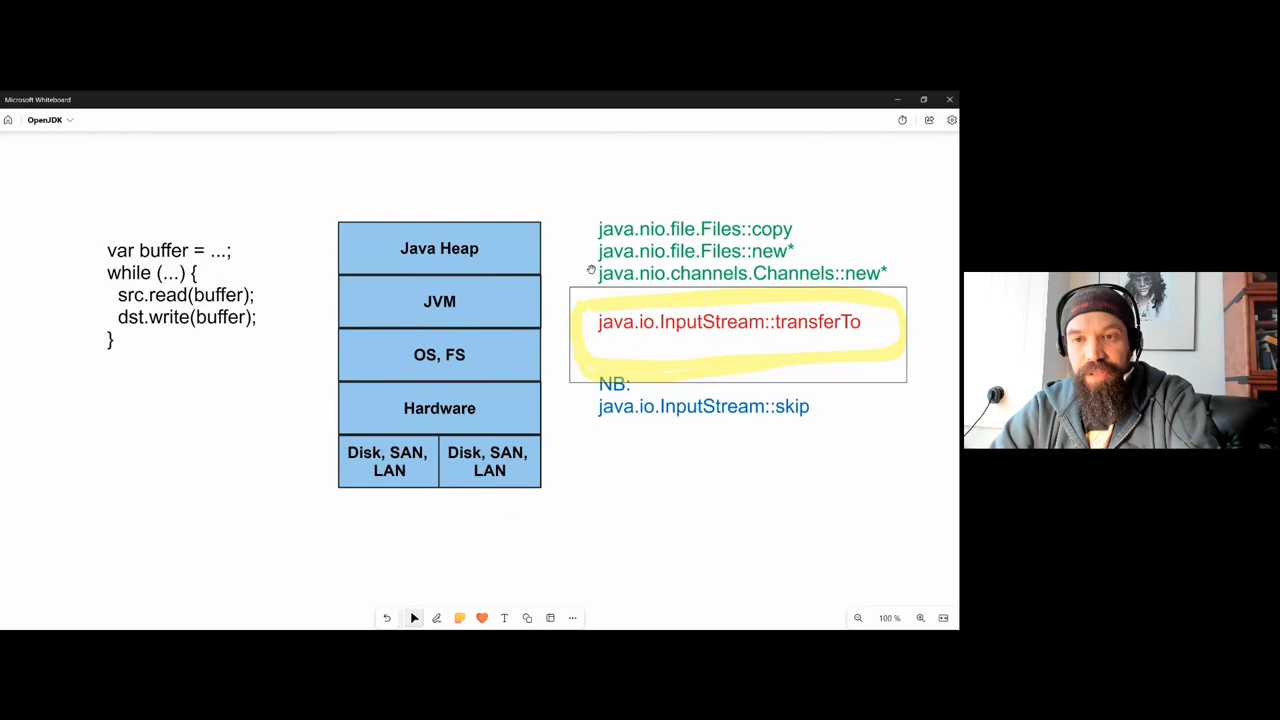 Microsoft Whiteboard
OpenJDK
var buffer = ...;
while (...) {
src.read(buffer);
dst.write(buffer);
}
Java Heap
JVM
OS, FS
Hardware
Disk, SAN,
LAN
Disk, SAN,
LAN
java.nio.file.Files::copy
java.nio.file.Files::new*
java.nio.channels.Channels::new*
java.io.InputStream::transferTo
NB:
java.io.InputStream::skip
T
100 %